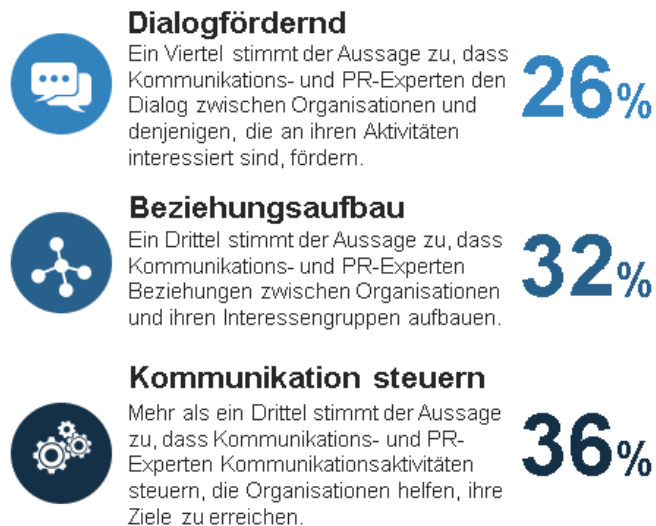 Dialogfördernd
Ein Viertel stimmt der Aussage zu, dass
Kommunikations- und PR-Experten den
Dialog zwischen Organisationen und
denjenigen, die an ihren Aktivitäten
interessiert sind, fördern.
26%
Beziehungsaufbau
Ein Drittel stimmt der Aussage zu, dass
Kommunikations- und PR-Experten
Beziehungen zwischen Organisationen
und ihren Interessengruppen aufbauen.
32%
Kommunikation steuern
Mehr als ein Drittel stimmt der Aussage
zu, dass Kommunikations- und PR-
Experten Kommunikationsaktivitäten
steuern, die Organisationen helfen, ihre
Ziele zu erreichen.
36%